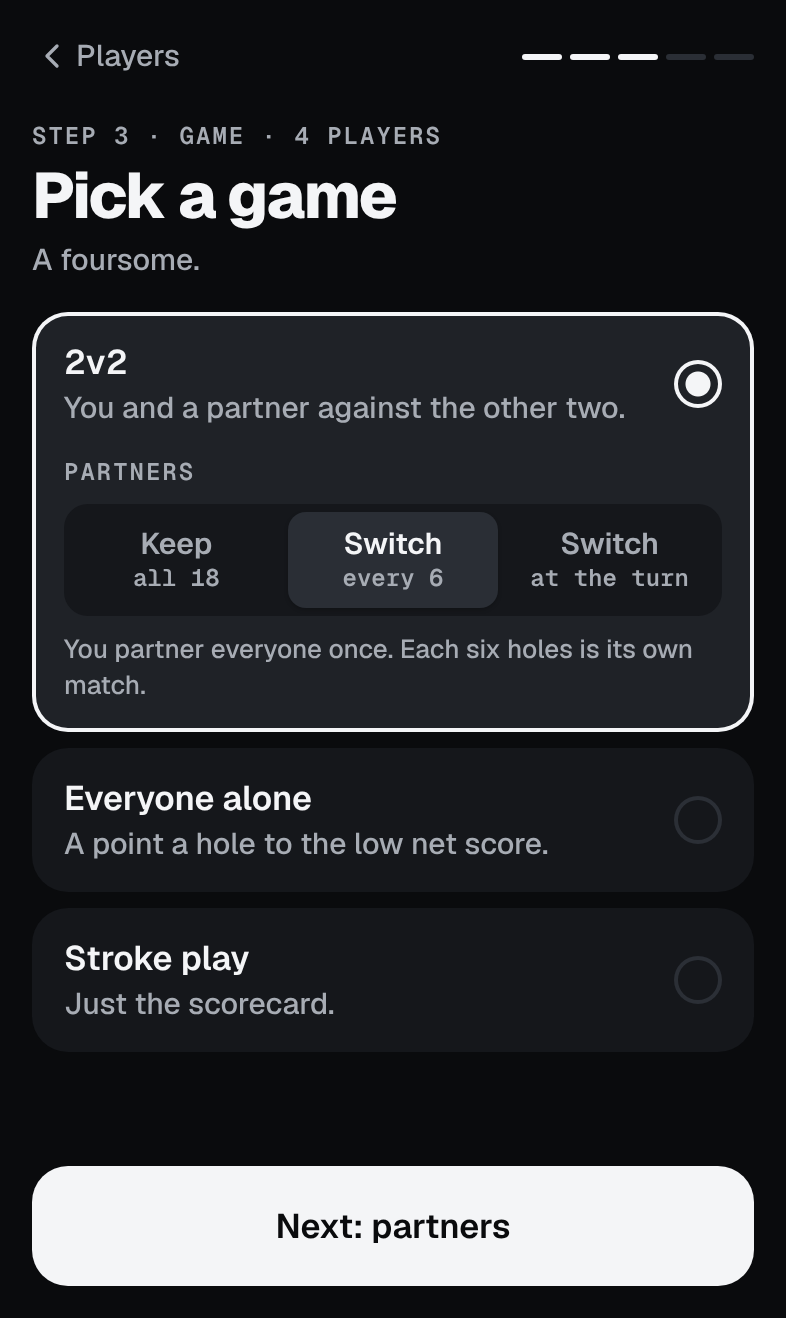 Players
STEP 3 · GAME · 4 PLAYERS
Pick a game
A foursome.
2v2
You and a partner against the other two.
PARTNERS
Keep
all 18
Switch
every 6
Switch
at the turn
You partner everyone once. Each six holes is its own
match.
Everyone alone
A point a hole to the low net score.
Stroke play
Just the scorecard.
Next: partners